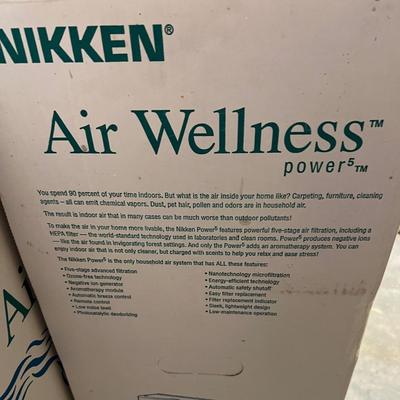 NIKKEN®
Air Wellness™
power⁵™
You spend 90 percent of your time indoors. But what is the air inside your home like? Carpeting, furniture, cleaning
agents — all can emit chemical vapors. Dust, pet hair, pollen and odors are in household air.
The result is indoor air that in many cases can be much worse than outdoor pollutants!
To make the air in your home more livable, the Nikken Power⁵ features powerful five-stage air filtration, including a
HEPA filter — the world-standard technology used in laboratories and clean rooms. Power⁵ produces negative ions
— like the air found in invigorating forest settings. And only the Power⁵ adds an aromatherapy system. You can
enjoy indoor air that is not only cleaner, but charged with scents to help you relax and ease stress!
The Nikken Power⁵ is the only household air system that has ALL these features:
• Five-stage advanced filtration
• Ozone-free technology
• Negative ion generator
• Aromatherapy module
• Automatic breeze control
• Remote control
• Low noise level
• Photocatalytic deodorizing
• Nanotechnology microfiltration
• Energy-efficient technology
• Automatic safety shutoff
• Easy filter replacement
• Filter replacement indicator
• Sleek, lightweight design
• Low-maintenance operation
Ai